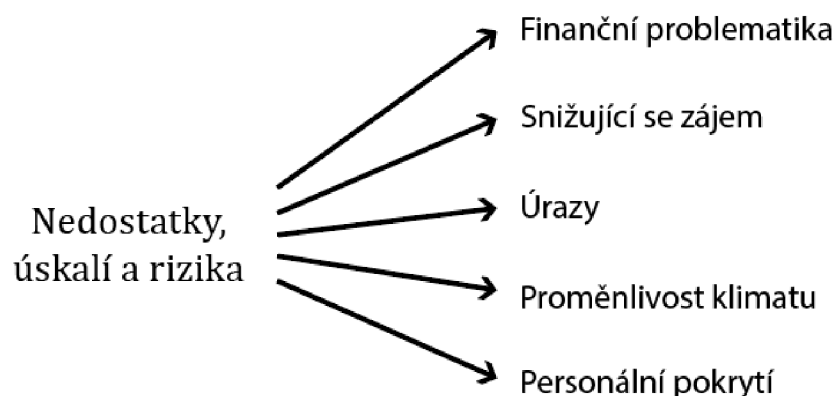 Nedostatky,
úskalí a rizika
Finanční problematika
Snižující se zájem
Úrazy
Proměnlivost klimatu
Personální pokrytí